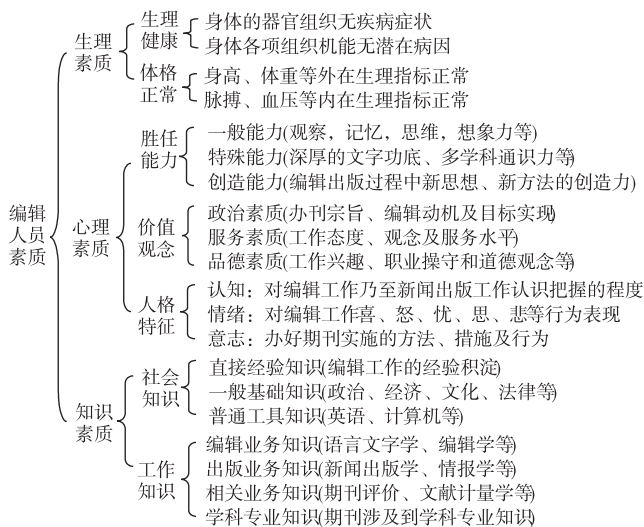 编辑
人员
素质
生理
素质
生理
健康
身体的器官组织无疾病症状
身体各项组织机能无潜在病因
体格
正常
身高、体重等外在生理指标正常
脉搏、血压等内在生理指标正常
心理
素质
胜任
能力
一般能力(观察，记忆，思维，想象力等)
特殊能力(深厚的文字功底、多学科通识力等)
创造能力(编辑出版过程中新思想、新方法的创造力)
价值
观念
政治素质(办刊宗旨、编辑动机及目标实现)
服务素质(工作态度、观念及服务水平)
品德素质(工作兴趣、职业操守和道德观念等)
人格
特征
认知：对编辑工作乃至新闻出版工作认识把握的程度
情绪：对编辑工作喜、怒、忧、思、悲等行为表现
意志：办好期刊实施的方法、措施及行为
知识
素质
社会
知识
直接经验知识(编辑工作的经验积淀)
一般基础知识(政治、经济、文化、法律等)
普通工具知识(英语、计算机等)
工作
知识
编辑业务知识(语言文字学、编辑学等)
出版业务知识(新闻出版学、情报学等)
相关业务知识(期刊评价、文献计量学等)
学科专业知识(期刊涉及到学科专业知识)